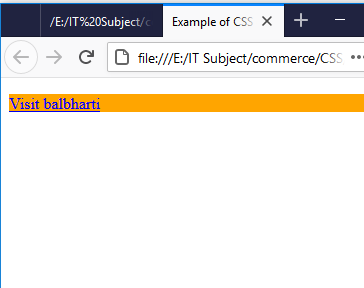 /E:/IT%20Subject/c
Example of CSS
file:///E:/IT Subject/commerce/CSS
Visit balbharti